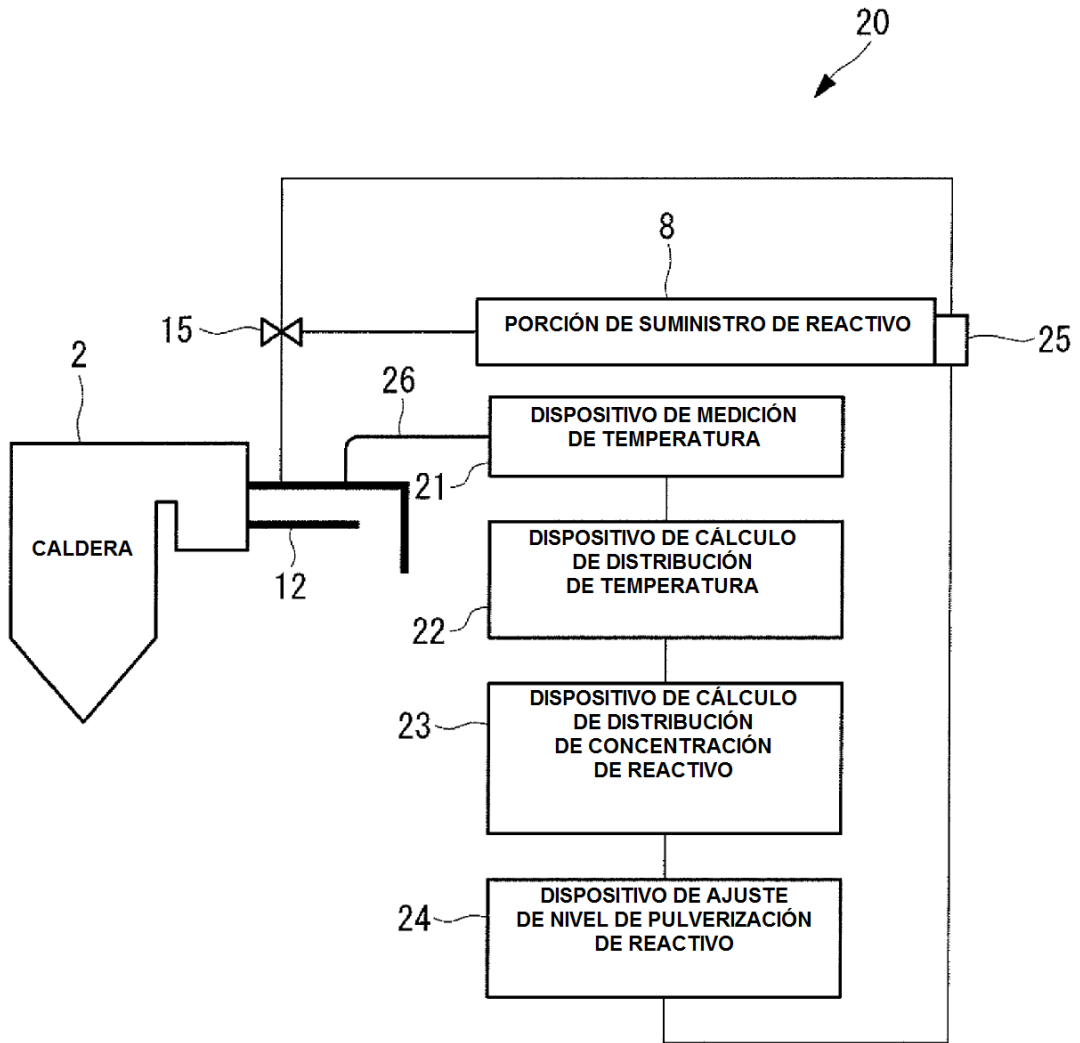 20
8
15
PORCIÓN DE SUMINISTRO DE REACTIVO
25
2
26
DISPOSITIVO DE MEDICIÓN
DE TEMPERATURA
21
CALDERA
12
DISPOSITIVO DE CÁLCULO
DE DISTRIBUCIÓN
DE TEMPERATURA
22
DISPOSITIVO DE CÁLCULO
DE DISTRIBUCIÓN
DE CONCENTRACIÓN
DE REACTIVO
23
DISPOSITIVO DE AJUSTE
DE NIVEL DE PULVERIZACIÓN
DE REACTIVO
24